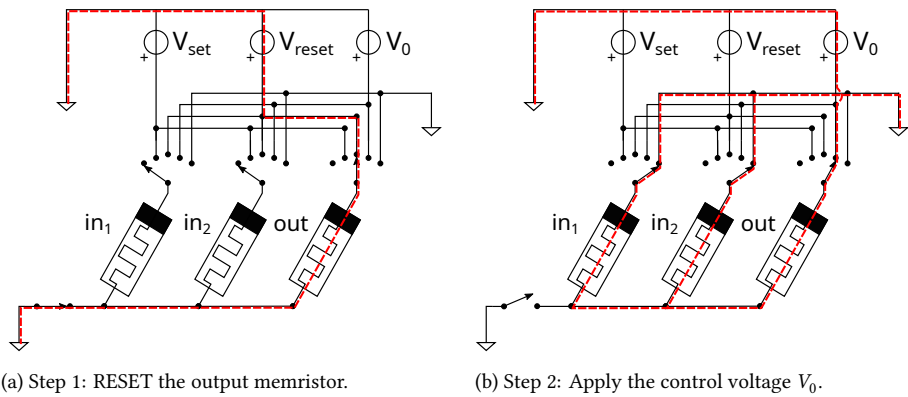 V_set V_reset V_0
+ + +
in_1 in_2 out
(a) Step 1: RESET the output memristor.
V_set V_reset V_0
+ + +
in_1 in_2 out
(b) Step 2: Apply the control voltage V_0.